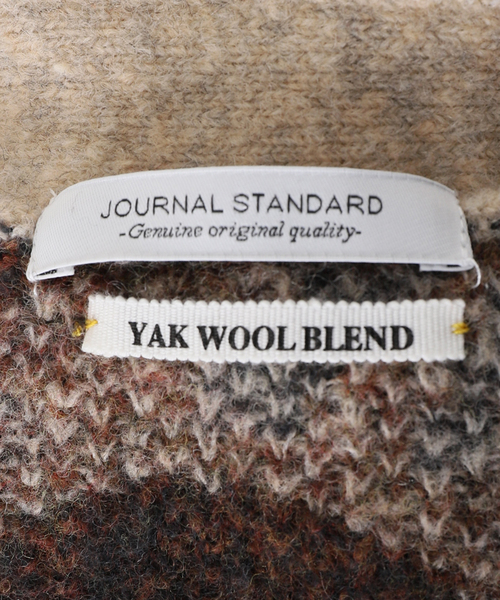 JOURNAL STANDARD
-Genuine original quality-
YAK WOOL BLEND